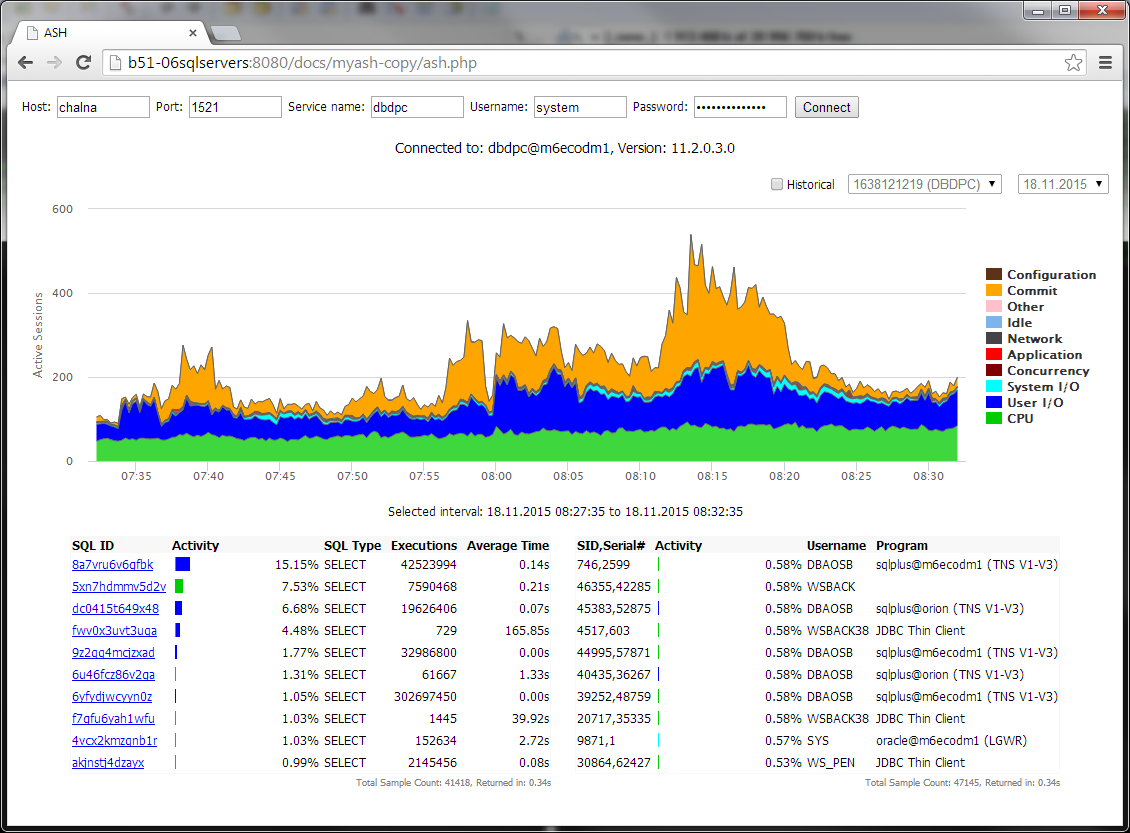 ASH
b51-06sqlservers:8080/docs/myash-copy/ash.php
Host: chalna Port: 1521 Service name: dbdpc Username: system Password: •••••••••••••• Connect
Connected to: dbdpc@m6ecodm1, Version: 11.2.0.3.0
Historical 1638121219 (DBDPC) 18.11.2015
Active Sessions
600
400
200
0
07:35 07:40 07:45 07:50 07:55 08:00 08:05 08:10 08:15 08:20 08:25 08:30
Configuration
Commit
Other
Idle
Network
Application
Concurrency
System I/O
User I/O
CPU
Selected interval: 18.11.2015 08:27:35 to 18.11.2015 08:32:35
SQL ID Activity SQL Type Executions Average Time
8a7vru6v6qfbk 15.15% SELECT 42523994 0.14s
5xn7hdmmv5d2v 7.53% SELECT 7590468 0.21s
dc0415t649x48 6.68% SELECT 19626406 0.07s
fwv0x3uvt3uqa 4.48% SELECT 729 165.85s
9z2qq4mcjzxad 1.77% SELECT 32986800 0.00s
6u46fcz86v2qa 1.31% SELECT 61667 1.33s
6yfydjwcyyn0z 1.05% SELECT 302697450 0.00s
f7qfu6yah1wfu 1.03% SELECT 1445 39.92s
4vcx2kmzqnb1r 1.03% SELECT 152634 2.72s
akjnstj4dzayx 0.99% SELECT 2145456 0.08s
Total Sample Count: 41418, Returned in: 0.34s
SID,Serial# Activity Username Program
746,2599 0.58% DBAOSB sqlplus@m6ecodm1 (TNS V1-V3)
46355,42285 0.58% WSBACK
45383,52875 0.58% DBAOSB sqlplus@orion (TNS V1-V3)
4517,603 0.58% WSBACK38 JDBC Thin Client
44995,57871 0.58% DBAOSB sqlplus@m6ecodm1 (TNS V1-V3)
40435,36267 0.58% DBAOSB sqlplus@orion (TNS V1-V3)
39252,48759 0.58% DBAOSB sqlplus@m6ecodm1 (TNS V1-V3)
20717,35335 0.58% WSBACK38 JDBC Thin Client
9871,1 0.57% SYS oracle@m6ecodm1 (LGWR)
30864,62427 0.53% WS_PEN JDBC Thin Client
Total Sample Count: 47145, Returned in: 0.34s